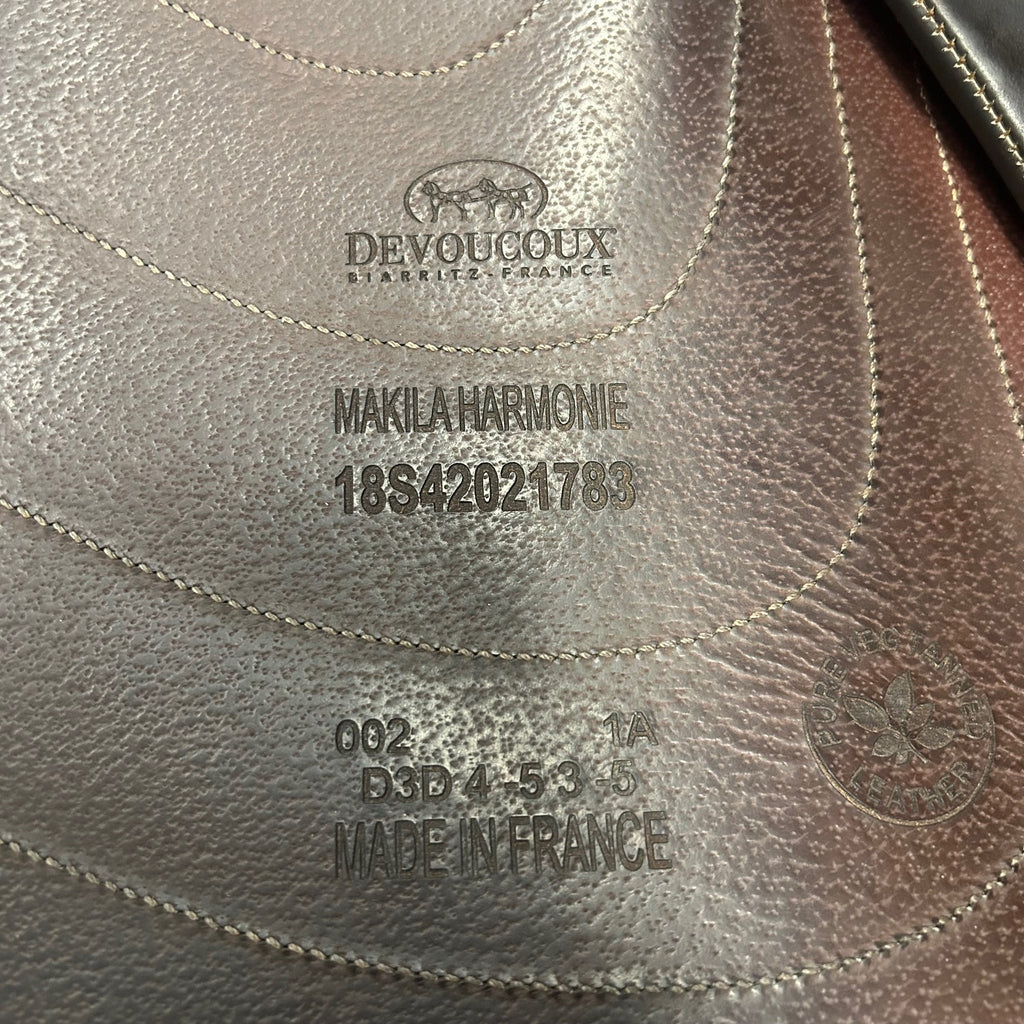 DEVOUCOUX
BIARRITZ-FRANCE
MAKILA HARMONIE
18S42021783
002 1A
D3D 4 -5 3 -5
MADE IN FRANCE
PURE VEG TANNED
LEATHER